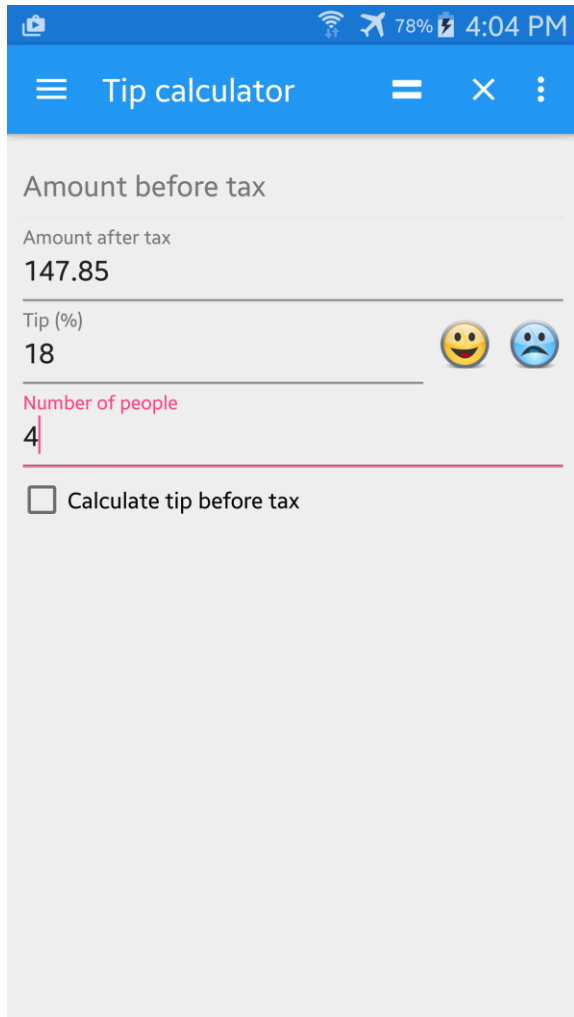 78% 4:04 PM
Tip calculator
Amount before tax
Amount after tax
147.85
Tip (%)
18
Number of people
4
Calculate tip before tax